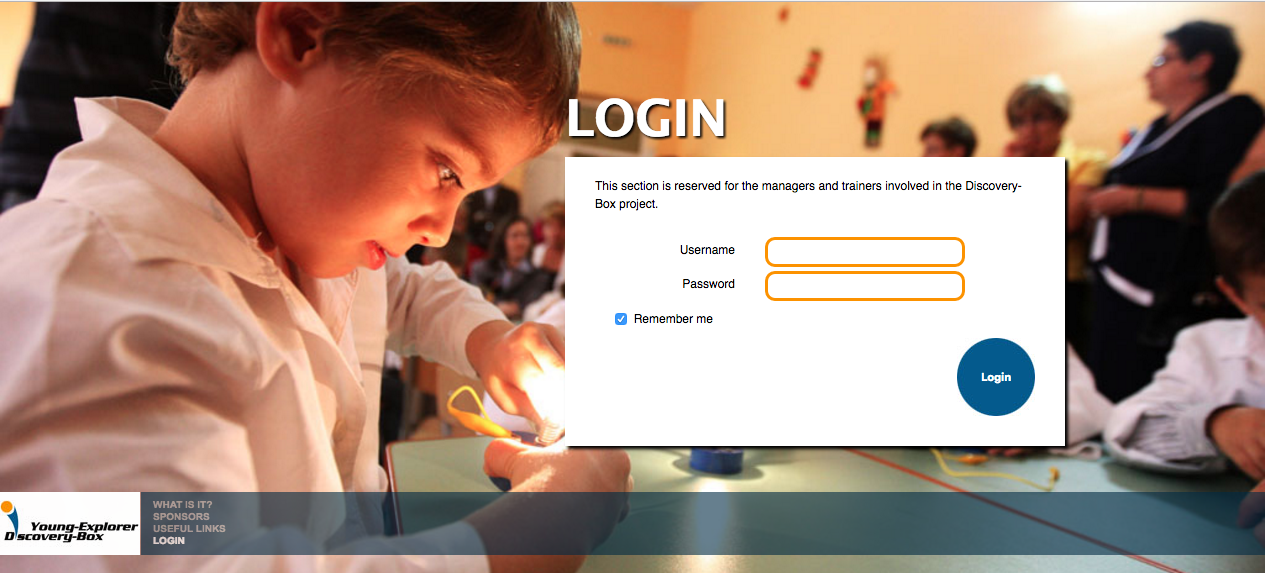 LOGIN
This section is reserved for the managers and trainers involved in the Discovery-
Box project.
Username
Password
Remember me
Login
Young-Explorer
Discovery-Box
WHAT IS IT?
SPONSORS
USEFUL LINKS
LOGIN